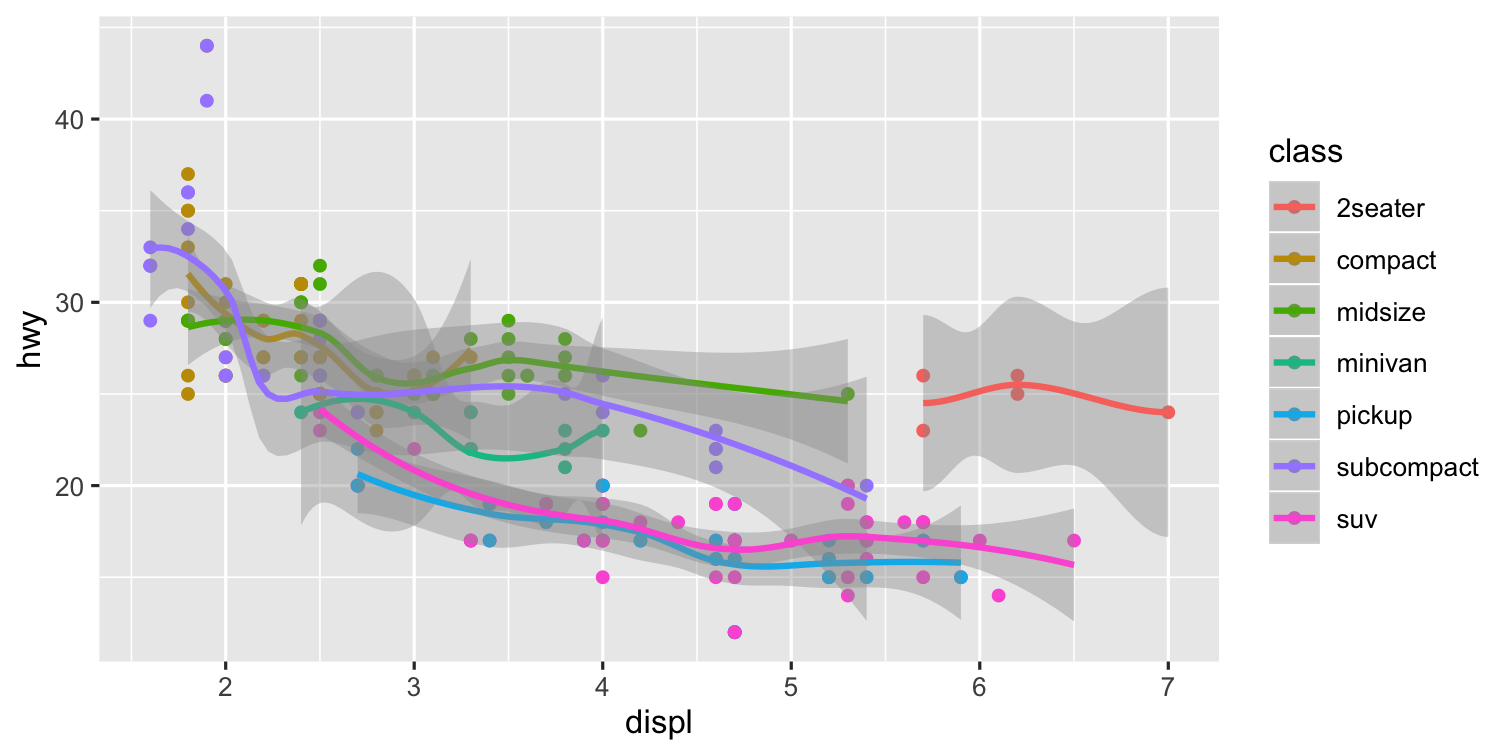 hwy
40
30
20
2 3 4 5 6 7
displ
class
2seater
compact
midsize
minivan
pickup
subcompact
suv